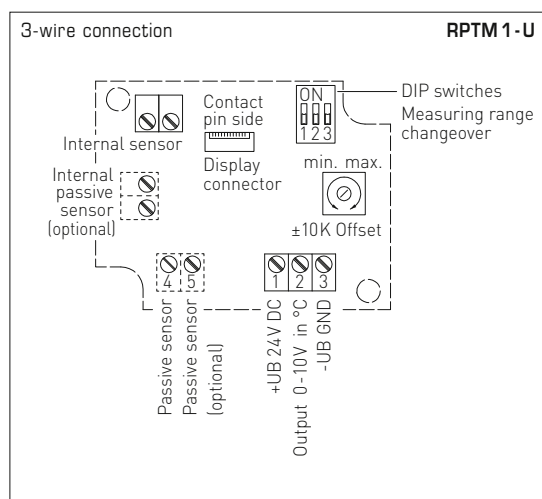 3-wire connection
RPTM 1 - U
ON
1 2 3
DIP switches
Measuring range
changeover
Contact
pin side
Display
connector
Internal sensor
Internal
passive
sensor
(optional)
min. max.
±10K Offset
4 5
1 2 3
Passive sensor
Passive sensor
(optional)
+UB 24V DC
Output 0-10V in °C
-UB GND